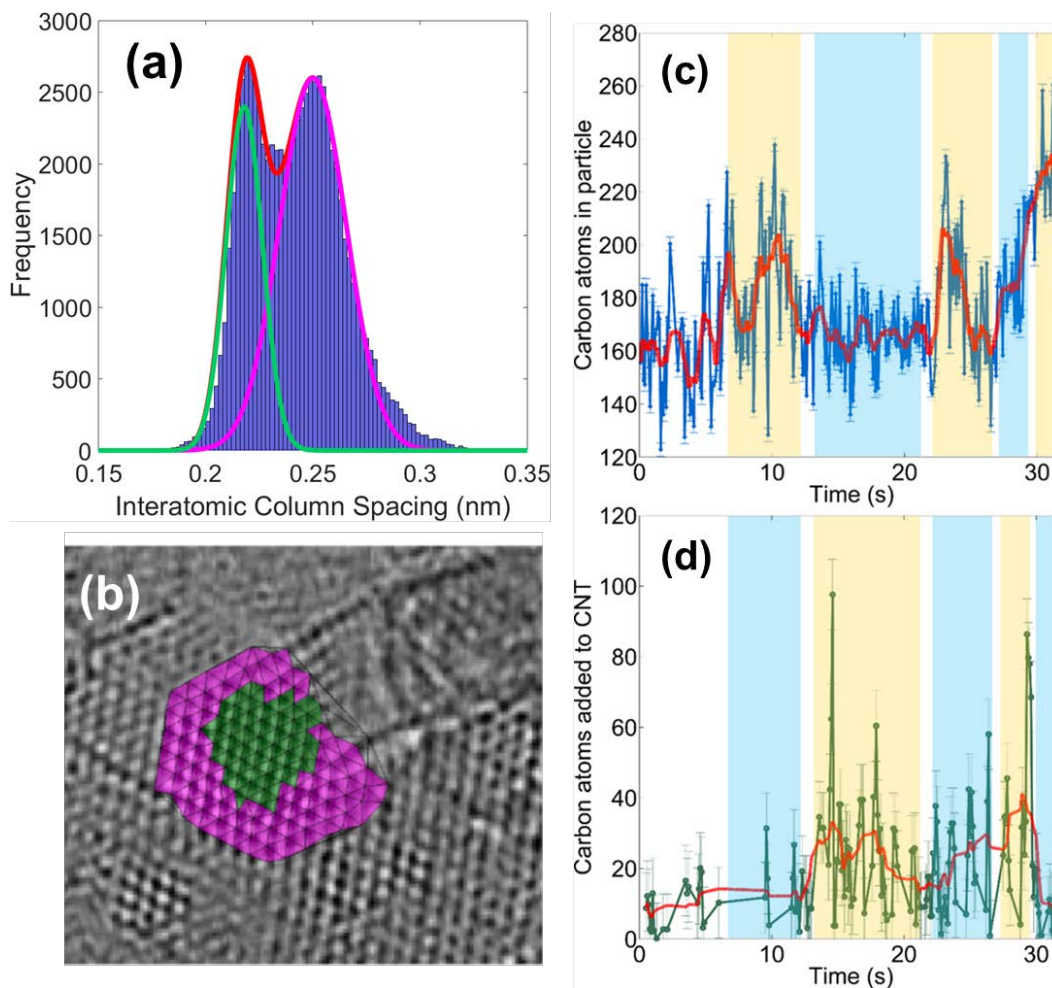 (a)
3000
2500
2000
1500
1000
500
0
Frequency
0.15 0.2 0.25 0.3 0.35
Interatomic Column Spacing (nm)
(b)
(c)
280
260
240
220
200
180
160
140
120
Carbon atoms in particle
0 10 20 30
Time (s)
(d)
120
100
80
60
40
20
0
Carbon atoms added to CNT
0 10 20 30
Time (s)